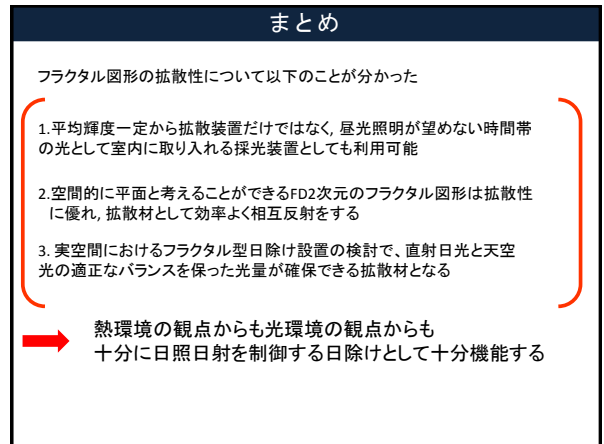 まとめ
フラクタル図形の拡散性について以下のことが分かった
1.平均輝度一定から拡散装置だけではなく, 昼光照明が望めない時間帯
の光として室内に取り入れる採光装置としても利用可能
2.空間的に平面と考えることができるFD2次元のフラクタル図形は拡散性
に優れ, 拡散材として効率よく相互反射をする
3. 実空間におけるフラクタル型日除け設置の検討で、直射日光と天空
光の適正なバランスを保った光量が確保できる拡散材となる
熱環境の観点からも光環境の観点からも
十分に日照日射を制御する日除けとして十分機能する